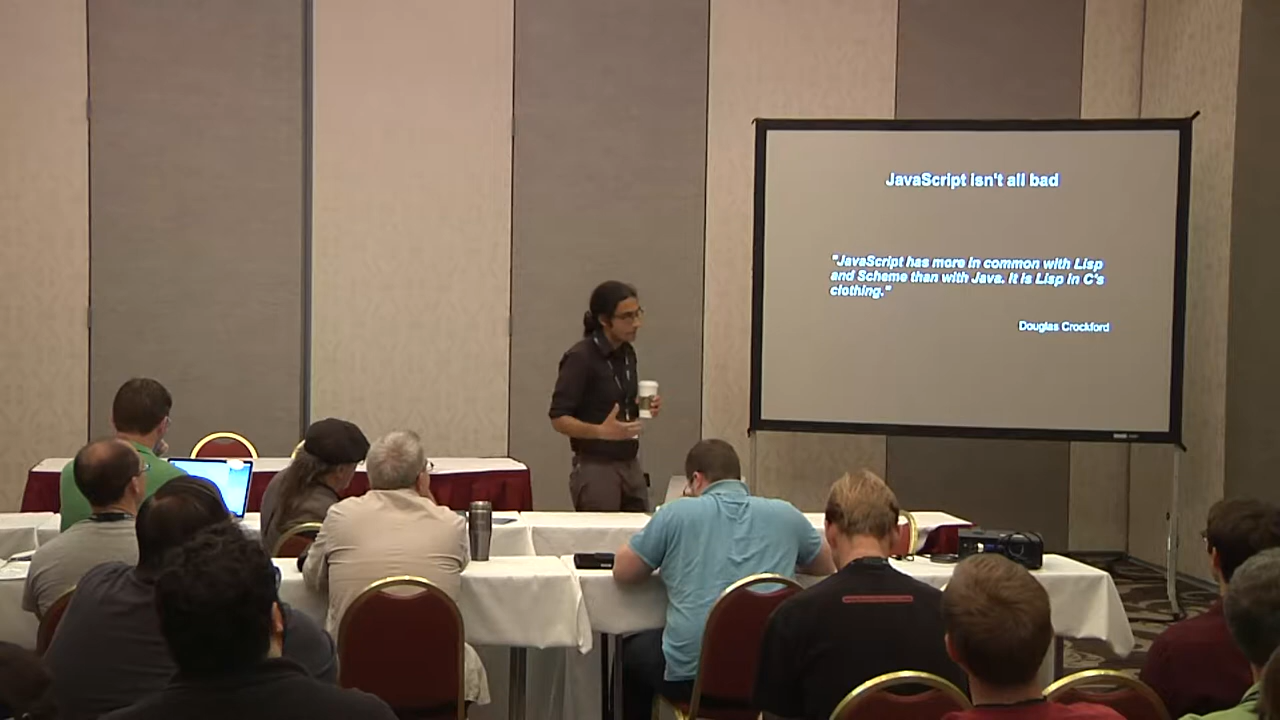 JavaScript isn't all bad
"JavaScript has more in common with Lisp
and Scheme than with Java. It is Lisp in C's
clothing."
Douglas Crockford